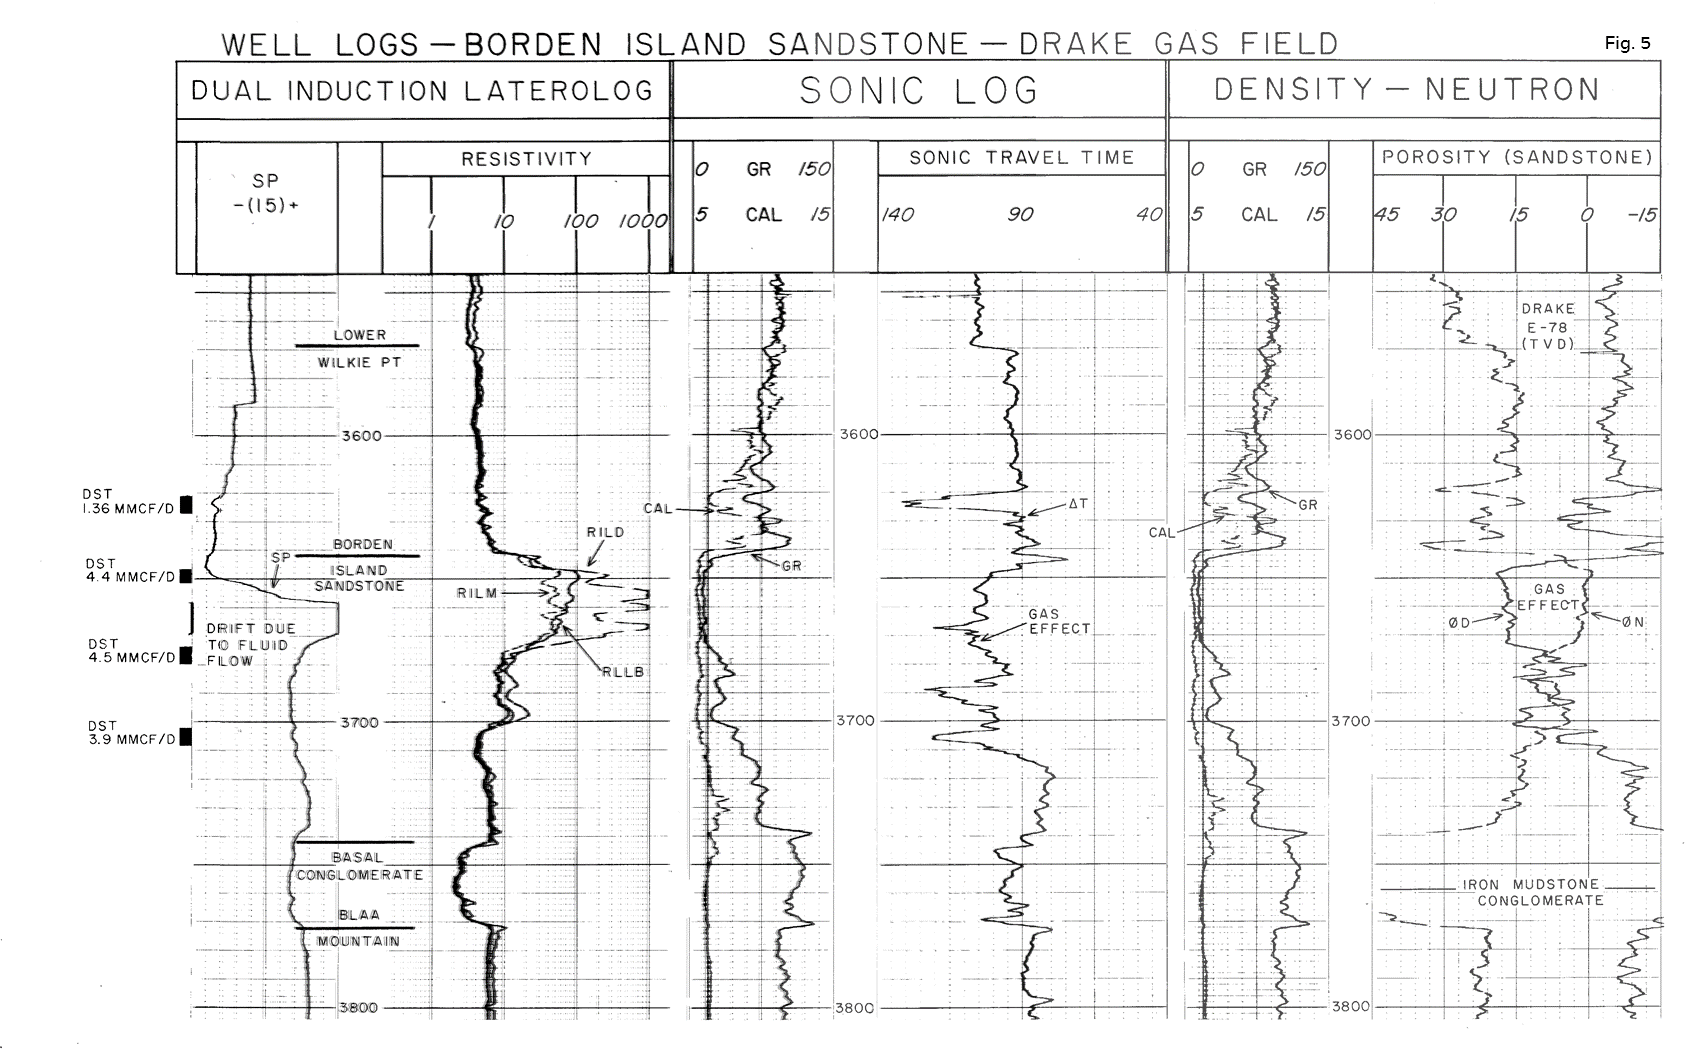 WELL LOGS — BORDEN ISLAND SANDSTONE — DRAKE GAS FIELD
Fig. 5
DUAL INDUCTION LATEROLOG
SONIC LOG
DENSITY — NEUTRON
SP
-(15)+
RESISTIVITY
1 10 100 1000
0 GR 150
5 CAL 15
SONIC TRAVEL TIME
140 90 40
0 GR 150
5 CAL 15
POROSITY (SANDSTONE)
45 30 15 0 -15
LOWER
WILKIE PT
3600
DST
1.36 MMCF/D
BORDEN
ISLAND
SANDSTONE
SP
DST
4.4 MMCF/D
RILD
RILM
DRIFT DUE
TO FLUID
FLOW
DST
4.5 MMCF/D
RLLB
3700
DST
3.9 MMCF/D
BASAL
CONGLOMERATE
BLAA
MOUNTAIN
3800
3600
CAL
ΔT
GR
GAS
EFFECT
3700
3800
DRAKE
E-78
(TVD)
3600
GR
CAL
GAS
EFFECT
ØD
ØN
3700
IRON MUDSTONE
CONGLOMERATE
3800